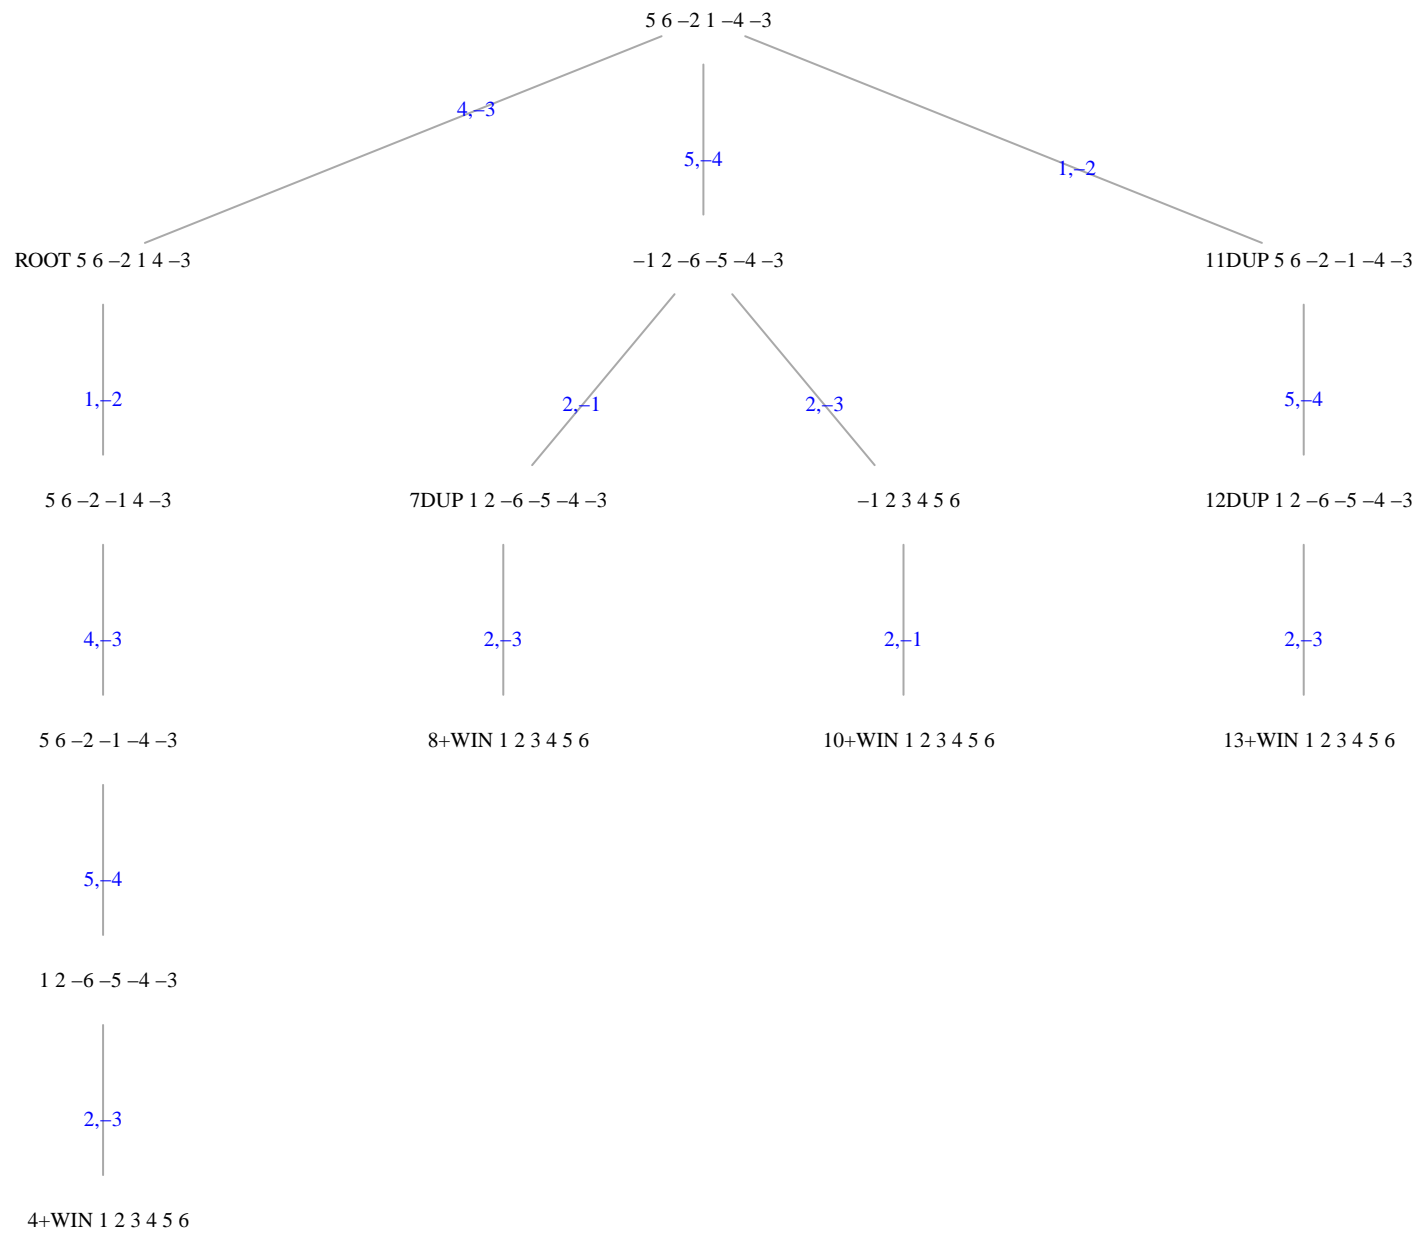 5 6 –2 1 –4 –3
4,–3
5,–4
1,–2
ROOT 5 6 –2 1 4 –3
–1 2 –6 –5 –4 –3
11DUP 5 6 –2 –1 –4 –3
1,–2
2,–1
2,–3
5,–4
5 6 –2 –1 4 –3
7DUP 1 2 –6 –5 –4 –3
–1 2 3 4 5 6
12DUP 1 2 –6 –5 –4 –3
4,–3
2,–3
2,–1
2,–3
5 6 –2 –1 –4 –3
8+WIN 1 2 3 4 5 6
10+WIN 1 2 3 4 5 6
13+WIN 1 2 3 4 5 6
5,–4
1 2 –6 –5 –4 –3
2,–3
4+WIN 1 2 3 4 5 6